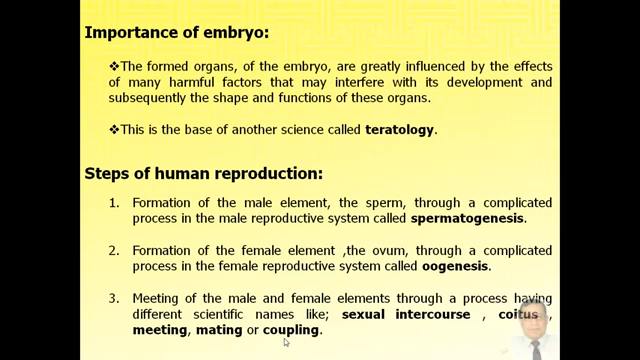 Importance of embryo:
❖The formed organs, of the embryo, are greatly influenced by the effects
of many harmful factors that may interfere with its development and
subsequently the shape and functions of these organs.
❖This is the base of another science called teratology.
Steps of human reproduction:
1. Formation of the male element, the sperm, through a complicated
process in the male reproductive system called spermatogenesis.
2. Formation of the female element ,the ovum, through a complicated
process in the female reproductive system called oogenesis.
3. Meeting of the male and female elements through a process having
different scientific names like; sexual intercourse , coitus ,
meeting, mating or coupling.